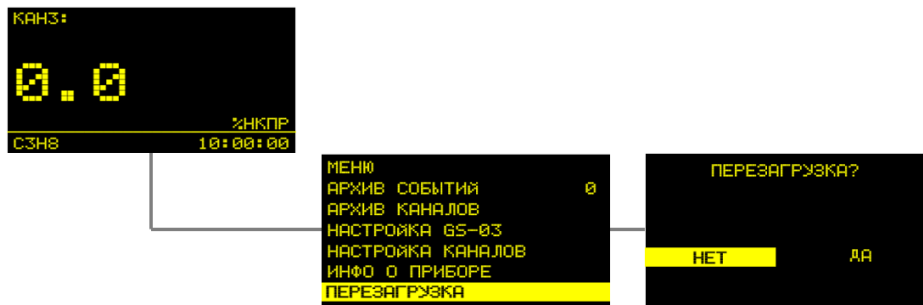 КАН3:
0.0
%НКПР
C3H8 10:00:00
МЕНЮ
АРХИВ СОБЫТИЙ 0
АРХИВ КАНАЛОВ
НАСТРОЙКА GS-03
НАСТРОЙКА КАНАЛОВ
ИНФО О ПРИБОРЕ
ПЕРЕЗАГРУЗКА
ПЕРЕЗАГРУЗКА?
НЕТ ДА